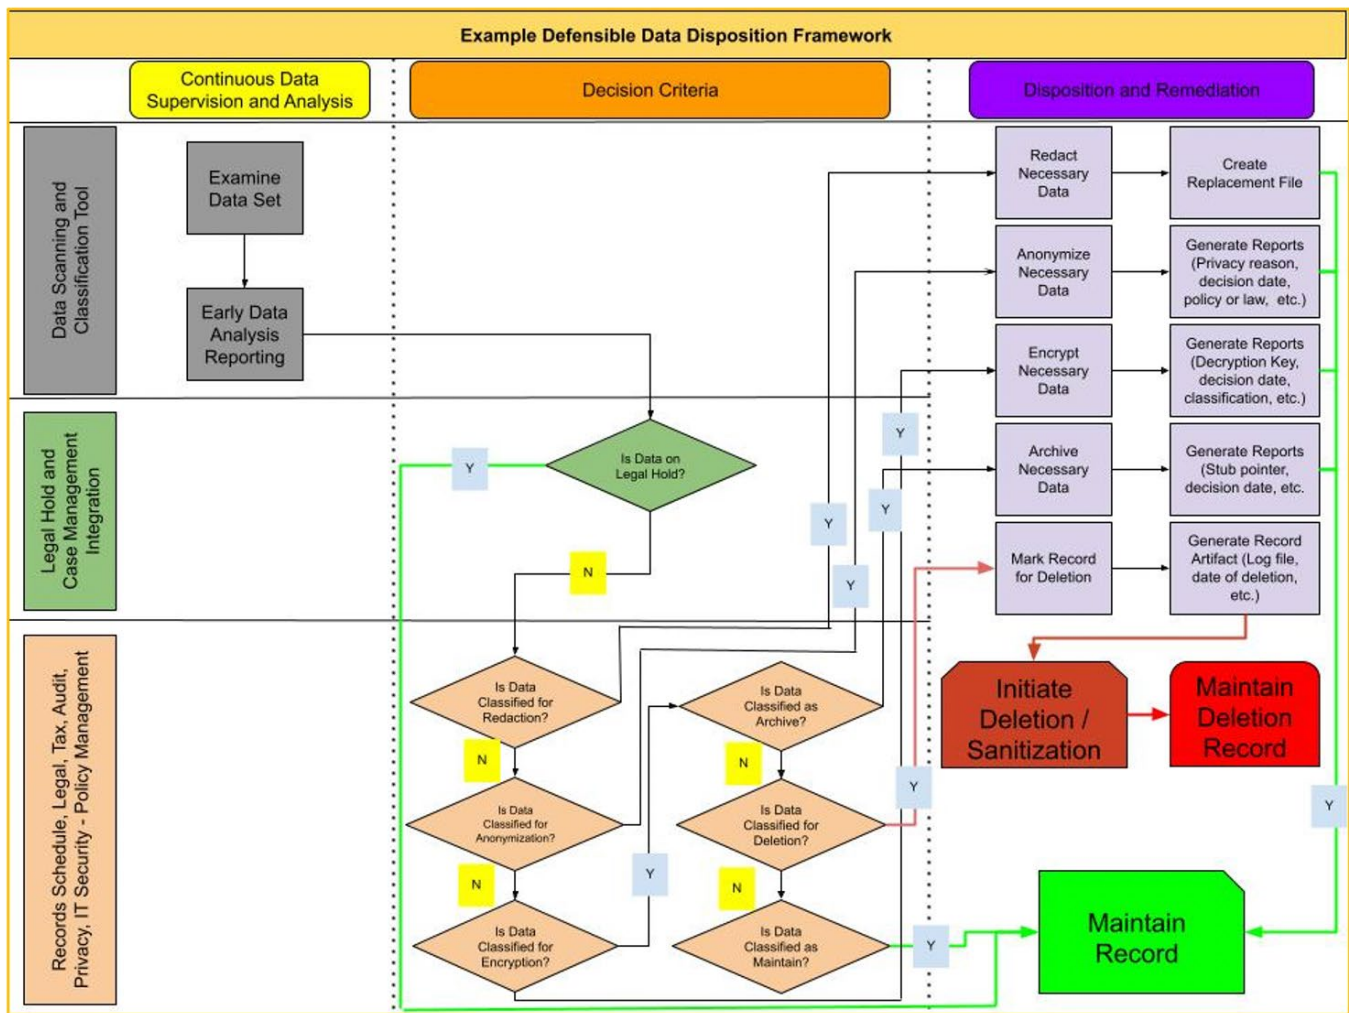 Example Defensible Data Disposition Framework
Continuous Data
Supervision and Analysis
Decision Criteria
Disposition and Remediation
Data Scanning and
Classification Tool
Examine
Data Set
Early Data
Analysis
Reporting
Redact
Necessary
Data
Create
Replacement File
Anonymize
Necessary
Data
Generate Reports
(Privacy reason,
decision date,
policy or law, etc.)
Encrypt
Necessary
Data
Generate Reports
(Decryption Key,
decision date,
classification, etc.)
Legal Hold and
Case Management
Integration
Y
Is Data on
Legal Hold?
Y
Archive
Necessary
Data
Generate Reports
(Stub pointer,
decision date, etc.
Y
Y
N
Y
Mark Record
for Deletion
Generate Record
Artifact (Log file,
date of deletion,
etc.)
Records Schedule, Legal, Tax, Audit,
Privacy, IT Security - Policy Management
Is Data
Classified for
Redaction?
Is Data
Classified as
Archive?
Initiate
Deletion /
Sanitization
Maintain
Deletion
Record
N
N
Y
Y
Is Data
Classified for
Anonymization?
Is Data
Classified for
Deletion?
N
Y
N
Is Data
Classified for
Encryption?
Is Data
Classified as
Maintain?
Y
Maintain
Record